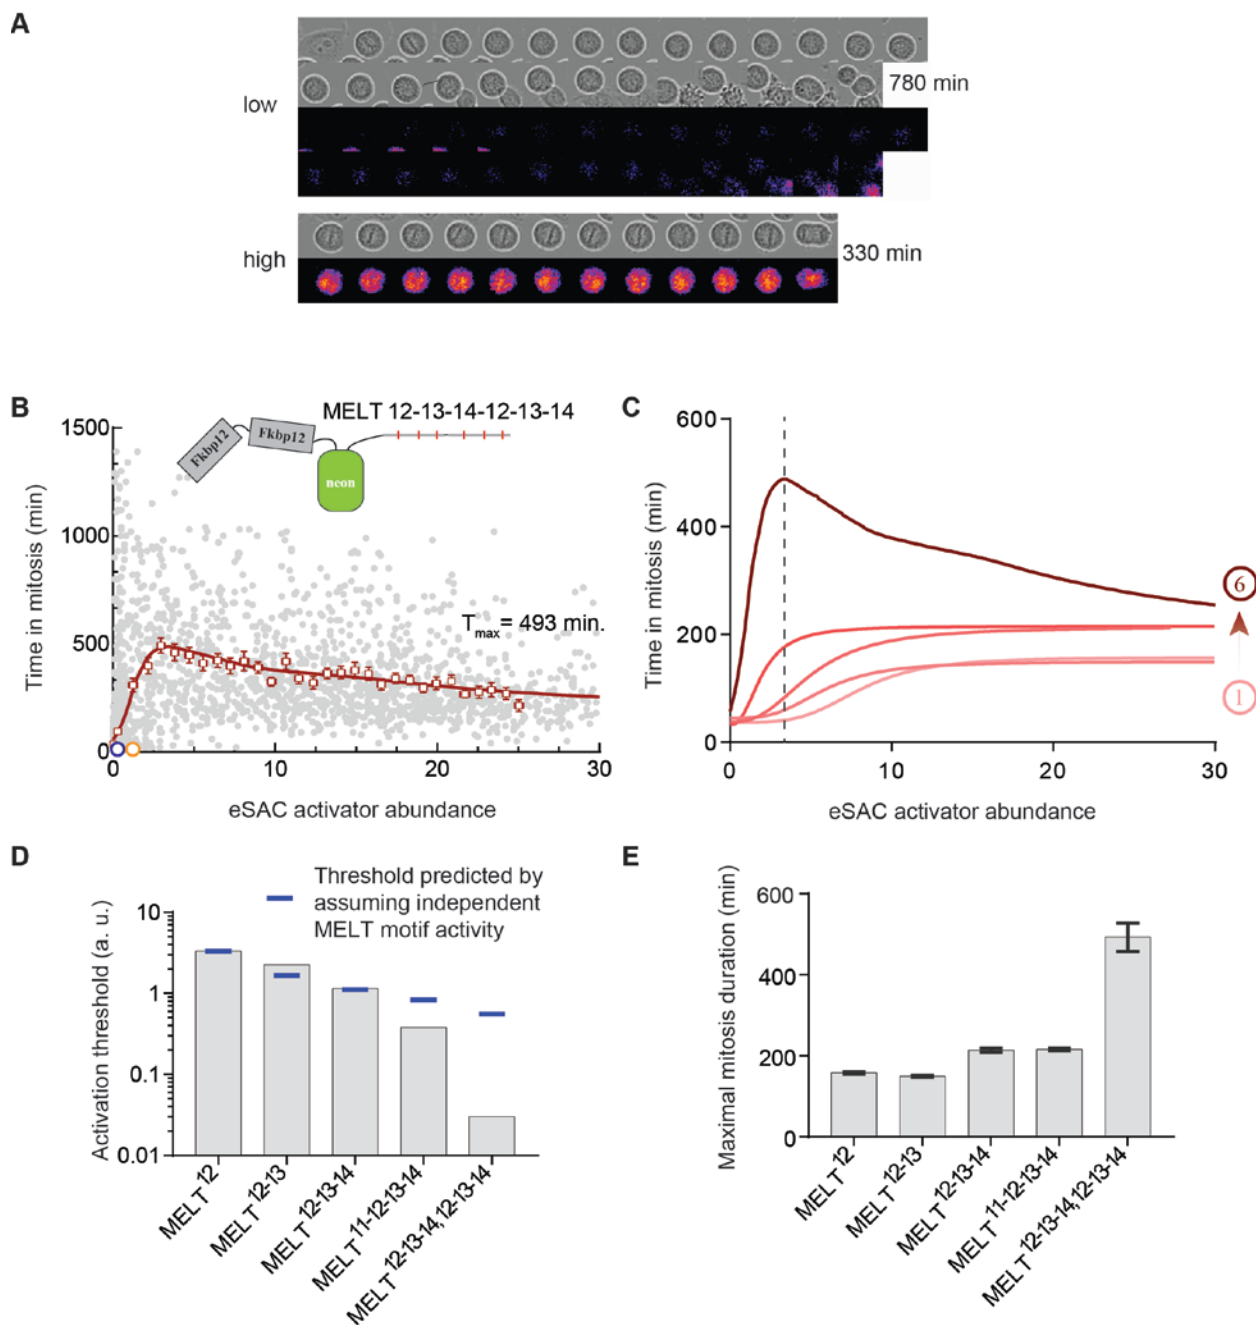 A
low
780 min
high
330 min
B
MELT 12-13-14-12-13-14
Fkbp12
Fkbp12
neon
T max = 493 min.
Time in mitosis (min)
1500
1000
500
0
0
10
20
30
eSAC activator abundance
C
Time in mitosis (min)
600
400
200
0
0
10
20
30
6
1
eSAC activator abundance
D
Threshold predicted by
assuming independent
MELT motif activity
Activation threshold (a. u.)
10
1
0.1
0.01
MELT 12
MELT 12-13
MELT 12-13-14
MELT 11-12-13-14
MELT 12-13-14,12-13-14
E
Maximal mitosis duration (min)
600
400
200
0
MELT 12
MELT 12-13
MELT 12-13-14
MELT 11-12-13-14
MELT 12-13-14,12-13-14